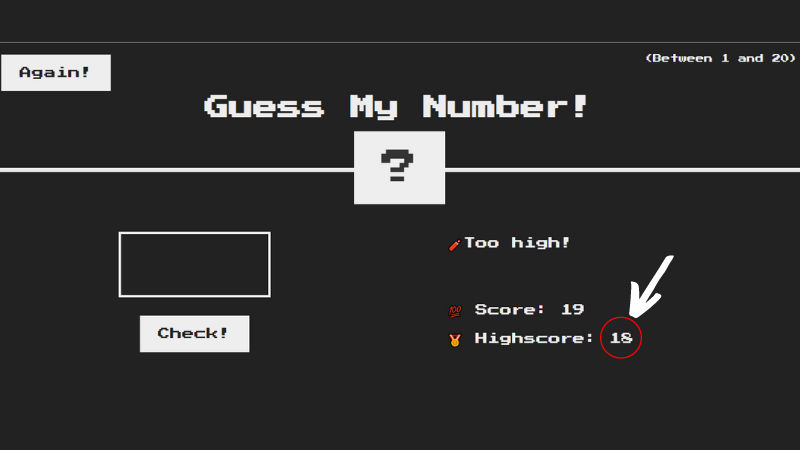 (Between 1 and 20)
Again!
Guess My Number!
?
🧨Too high!
💯 Score: 19
🏅 Highscore: 18
Check!